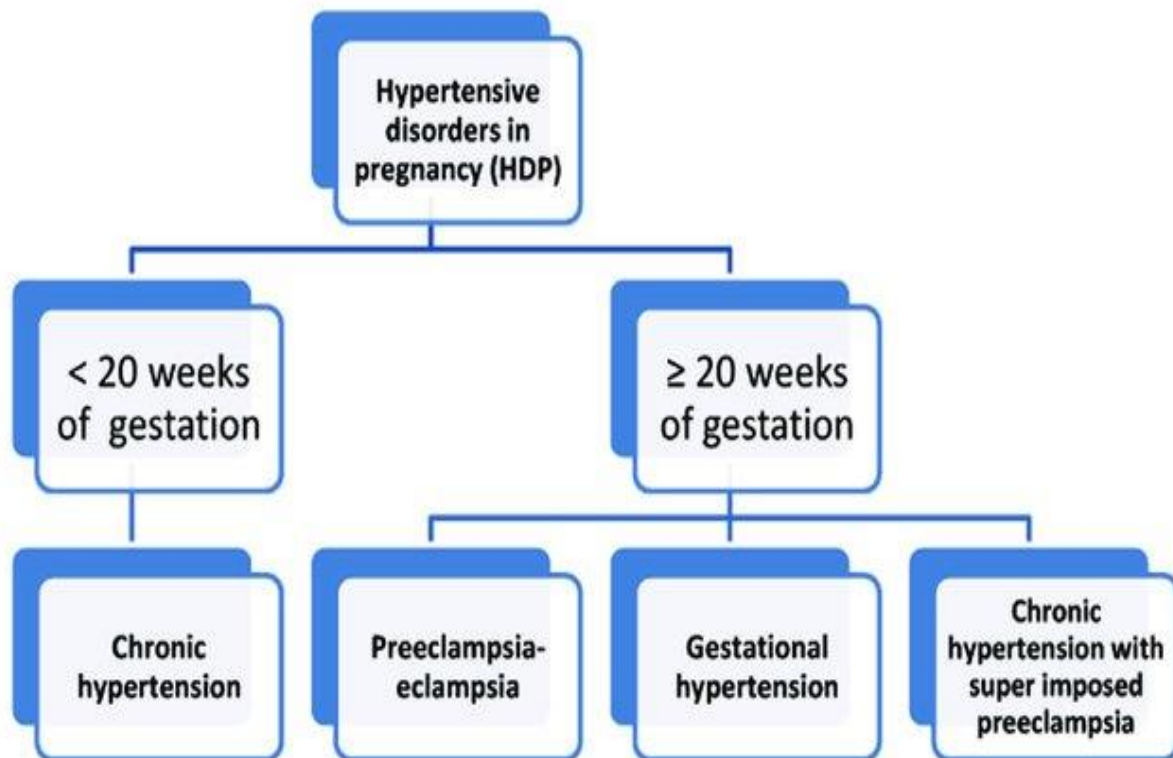 Hypertensive
disorders in
pregnancy (HDP)
< 20 weeks
of gestation
≥ 20 weeks
of gestation
Chronic
hypertension
Preeclampsia-
eclampsia
Gestational
hypertension
Chronic
hypertension with
super imposed
preeclampsia